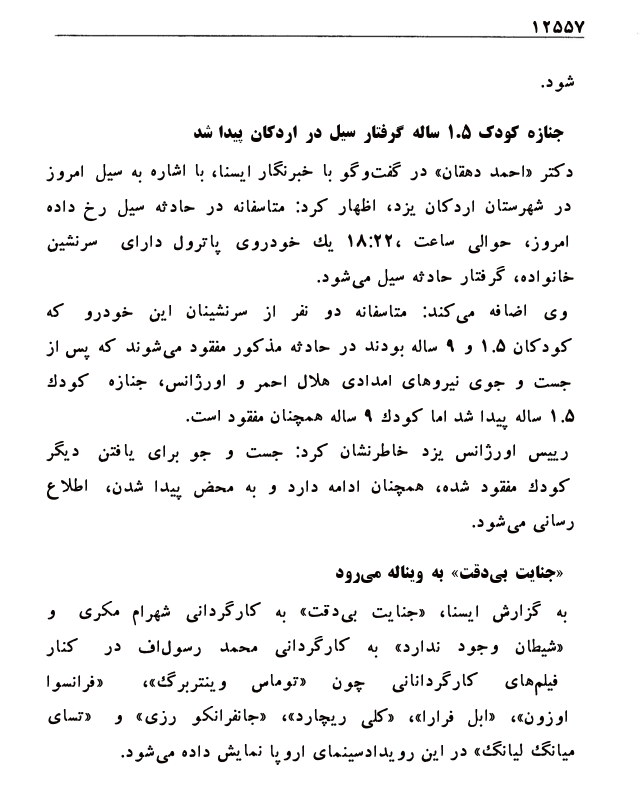 ۱۲۵۵۷
شود.
جنازه کودک ۱.۵ ساله گرفتار سیل در اردکان پیدا شد
دکتر «احمد دهقان» در گفت‌وگو با خبرنگار ایسنا، با اشاره به سیل امروز
در شهرستان اردکان یزد، اظهار کرد: متاسفانه در حادثه سیل رخ داده
امروز، حوالی ساعت ۱۸:۲۲، یك خودروی پاترول دارای سرنشین
خانواده، گرفتار حادثه سیل می‌شود.
وی اضافه می‌کند: متاسفانه دو نفر از سرنشینان این خودرو که
کودکان ۱.۵ و ۹ ساله بودند در حادثه مذکور مفقود می‌شوند که پس از
جست و جوی نیروهای امدادی هلال احمر و اورژانس، جنازه کودك
۱.۵ ساله پیدا شد اما کودك ۹ ساله همچنان مفقود است.
رییس اورژانس یزد خاطرنشان کرد: جست و جو برای یافتن دیگر
کودك مفقود شده، همچنان ادامه دارد و به محض پیدا شدن، اطلاع
رسانی می‌شود.
«جنایت بی‌دقت» به ویناله می‌رود
به گزارش ایسنا، «جنایت بی‌دقت» به کارگردانی شهرام مکری و
«شیطان وجود ندارد» به کارگردانی محمد رسول‌اف در کنار
فیلم‌های کارگردانانی چون «توماس وینتربرگ»، «فرانسوا
اوزون»، «ابل فرارا»، «کلی ریچارد»، «جانفرانکو رزی» و «تسای
میانگ لیانگ» در این رویدادسینمای اروپا نمایش داده می‌شود.